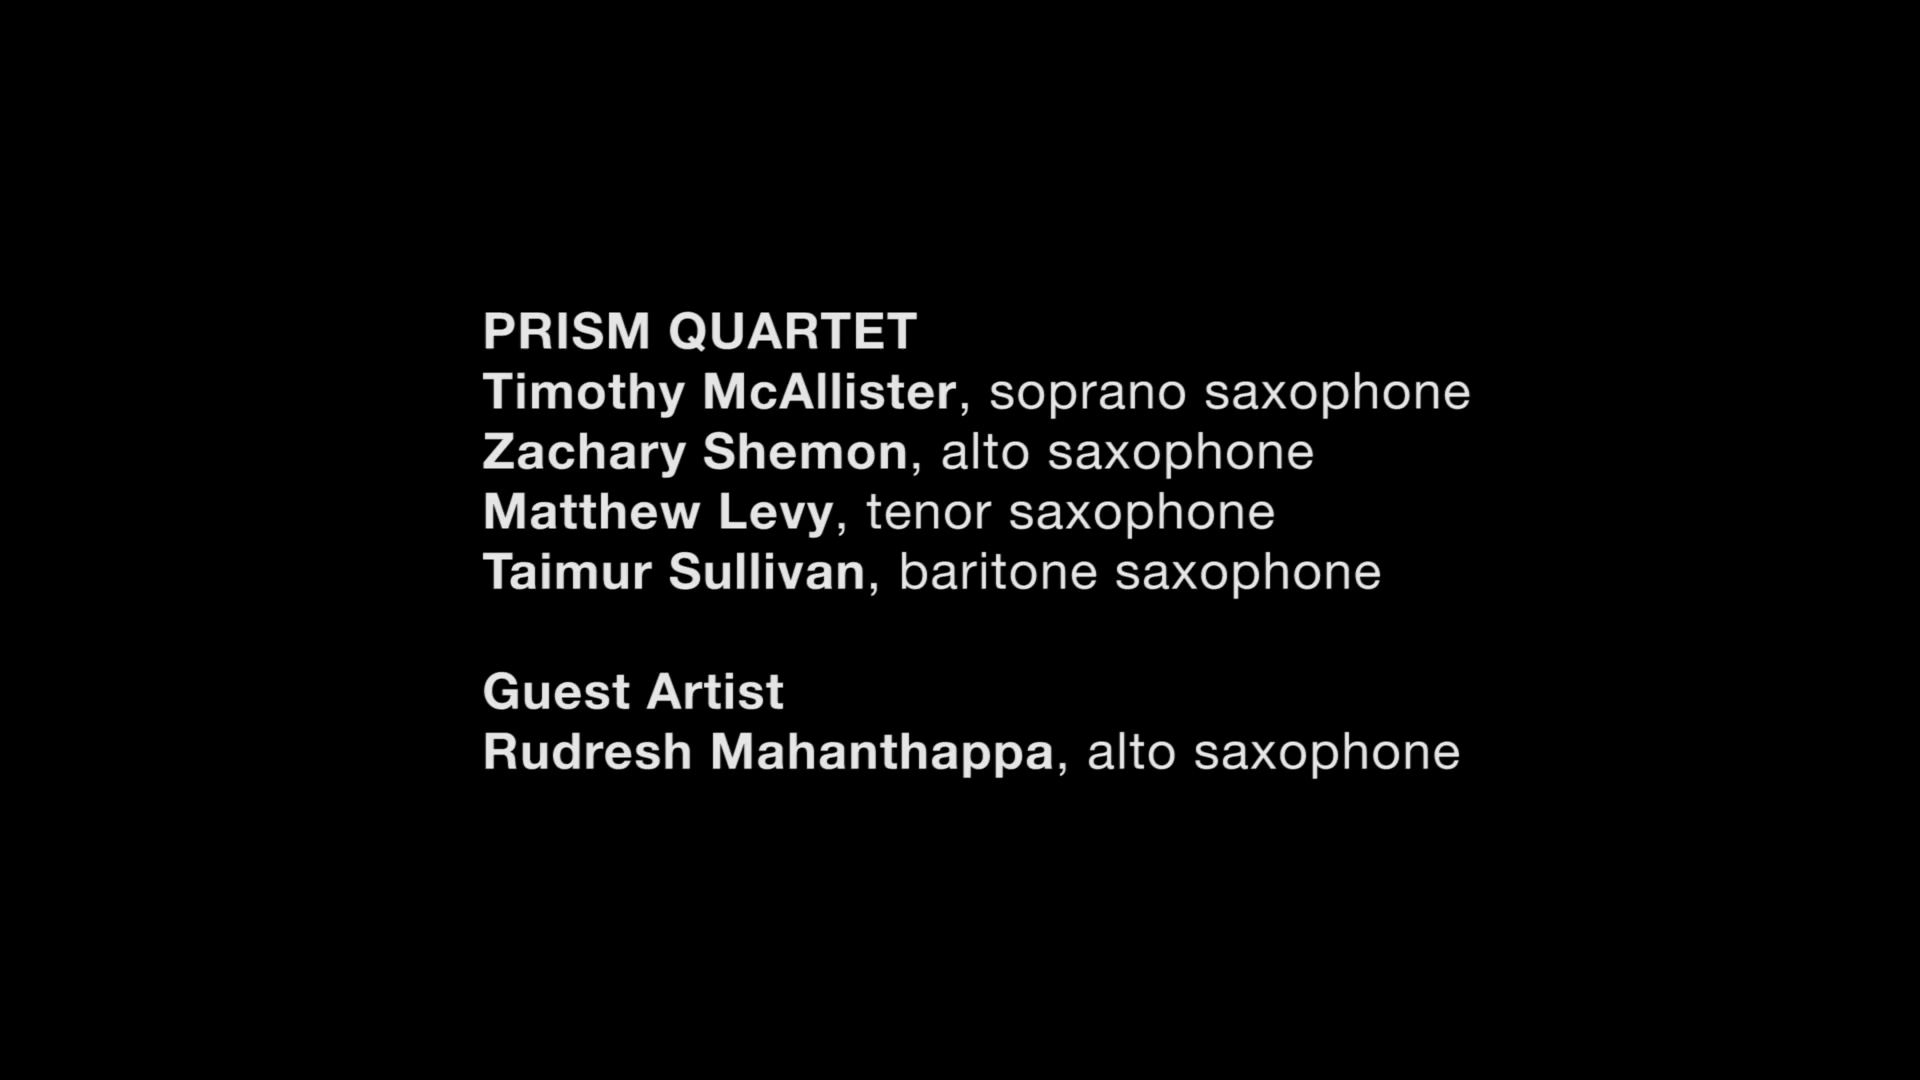 PRISM QUARTET
Timothy McAllister, soprano saxophone
Zachary Shemon, alto saxophone
Matthew Levy, tenor saxophone
Taimur Sullivan, baritone saxophone
Guest Artist
Rudresh Mahanthappa, alto saxophone